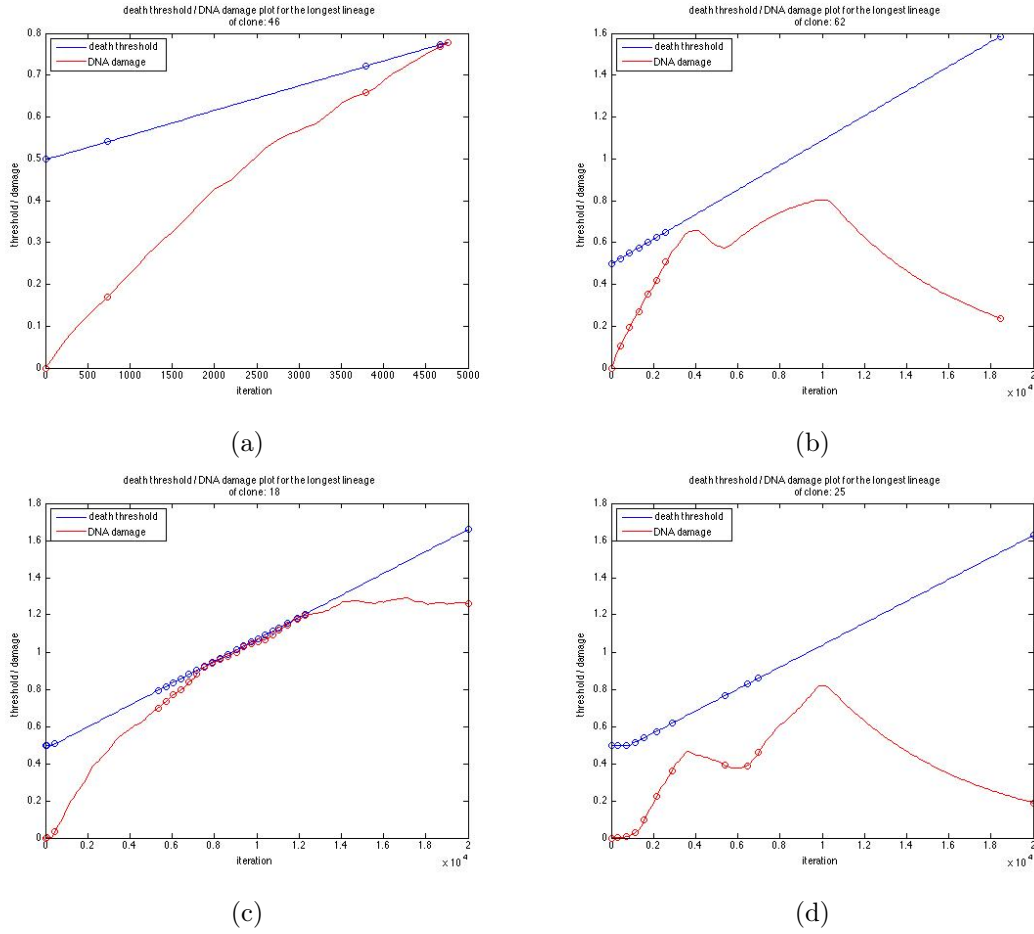 death threshold / DNA damage plot for the longest lineage
of clone: 46
0.8
0.7
0.6
0.5
0.4
0.3
0.2
0.1
0
threshold / damage
death threshold
DNA damage
0 500 1000 1500 2000 2500 3000 3500 4000 4500 5000
iteration
(a)
death threshold / DNA damage plot for the longest lineage
of clone: 62
1.6
1.4
1.2
1
0.8
0.6
0.4
0.2
0
threshold / damage
death threshold
DNA damage
0 0.2 0.4 0.6 0.8 1 1.2 1.4 1.6 1.8 2
iteration
x 10^4
(b)
death threshold / DNA damage plot for the longest lineage
of clone: 18
1.8
1.6
1.4
1.2
1
0.8
0.6
0.4
0.2
0
threshold / damage
death threshold
DNA damage
0 0.2 0.4 0.6 0.8 1 1.2 1.4 1.6 1.8 2
iteration
x 10^4
(c)
death threshold / DNA damage plot for the longest lineage
of clone: 25
1.8
1.6
1.4
1.2
1
0.8
0.6
0.4
0.2
0
threshold / damage
death threshold
DNA damage
0 0.2 0.4 0.6 0.8 1 1.2 1.4 1.6 1.8 2
iteration
x 10^4
(d)